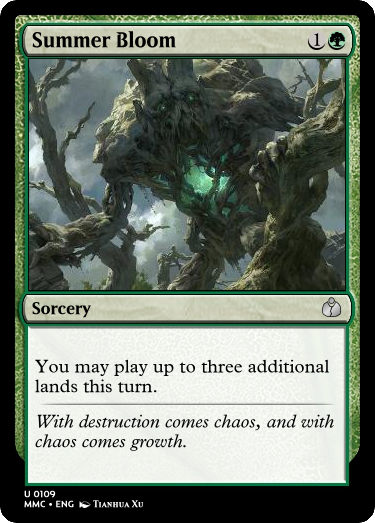 Summer Bloom 1
Sorcery
You may play up to three additional
lands this turn.
With destruction comes chaos, and with
chaos comes growth.
U 0109
MMC • ENG Tianhua Xu